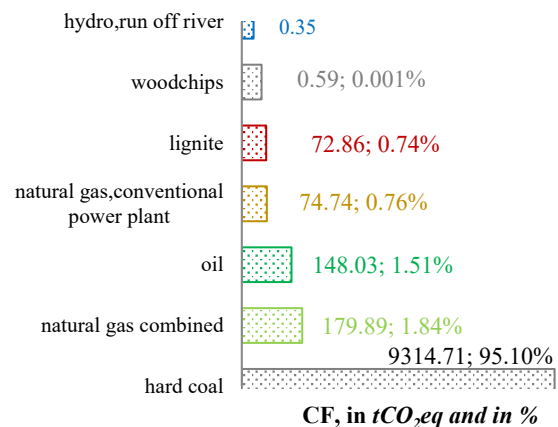 hydro,run off river
0.35
woodchips
0.59; 0.001%
lignite
72.86; 0.74%
natural gas,conventional
power plant
74.74; 0.76%
oil
148.03; 1.51%
natural gas combined
179.89; 1.84%
9314.71; 95.10%
hard coal
CF, in tCO₂eq and in %